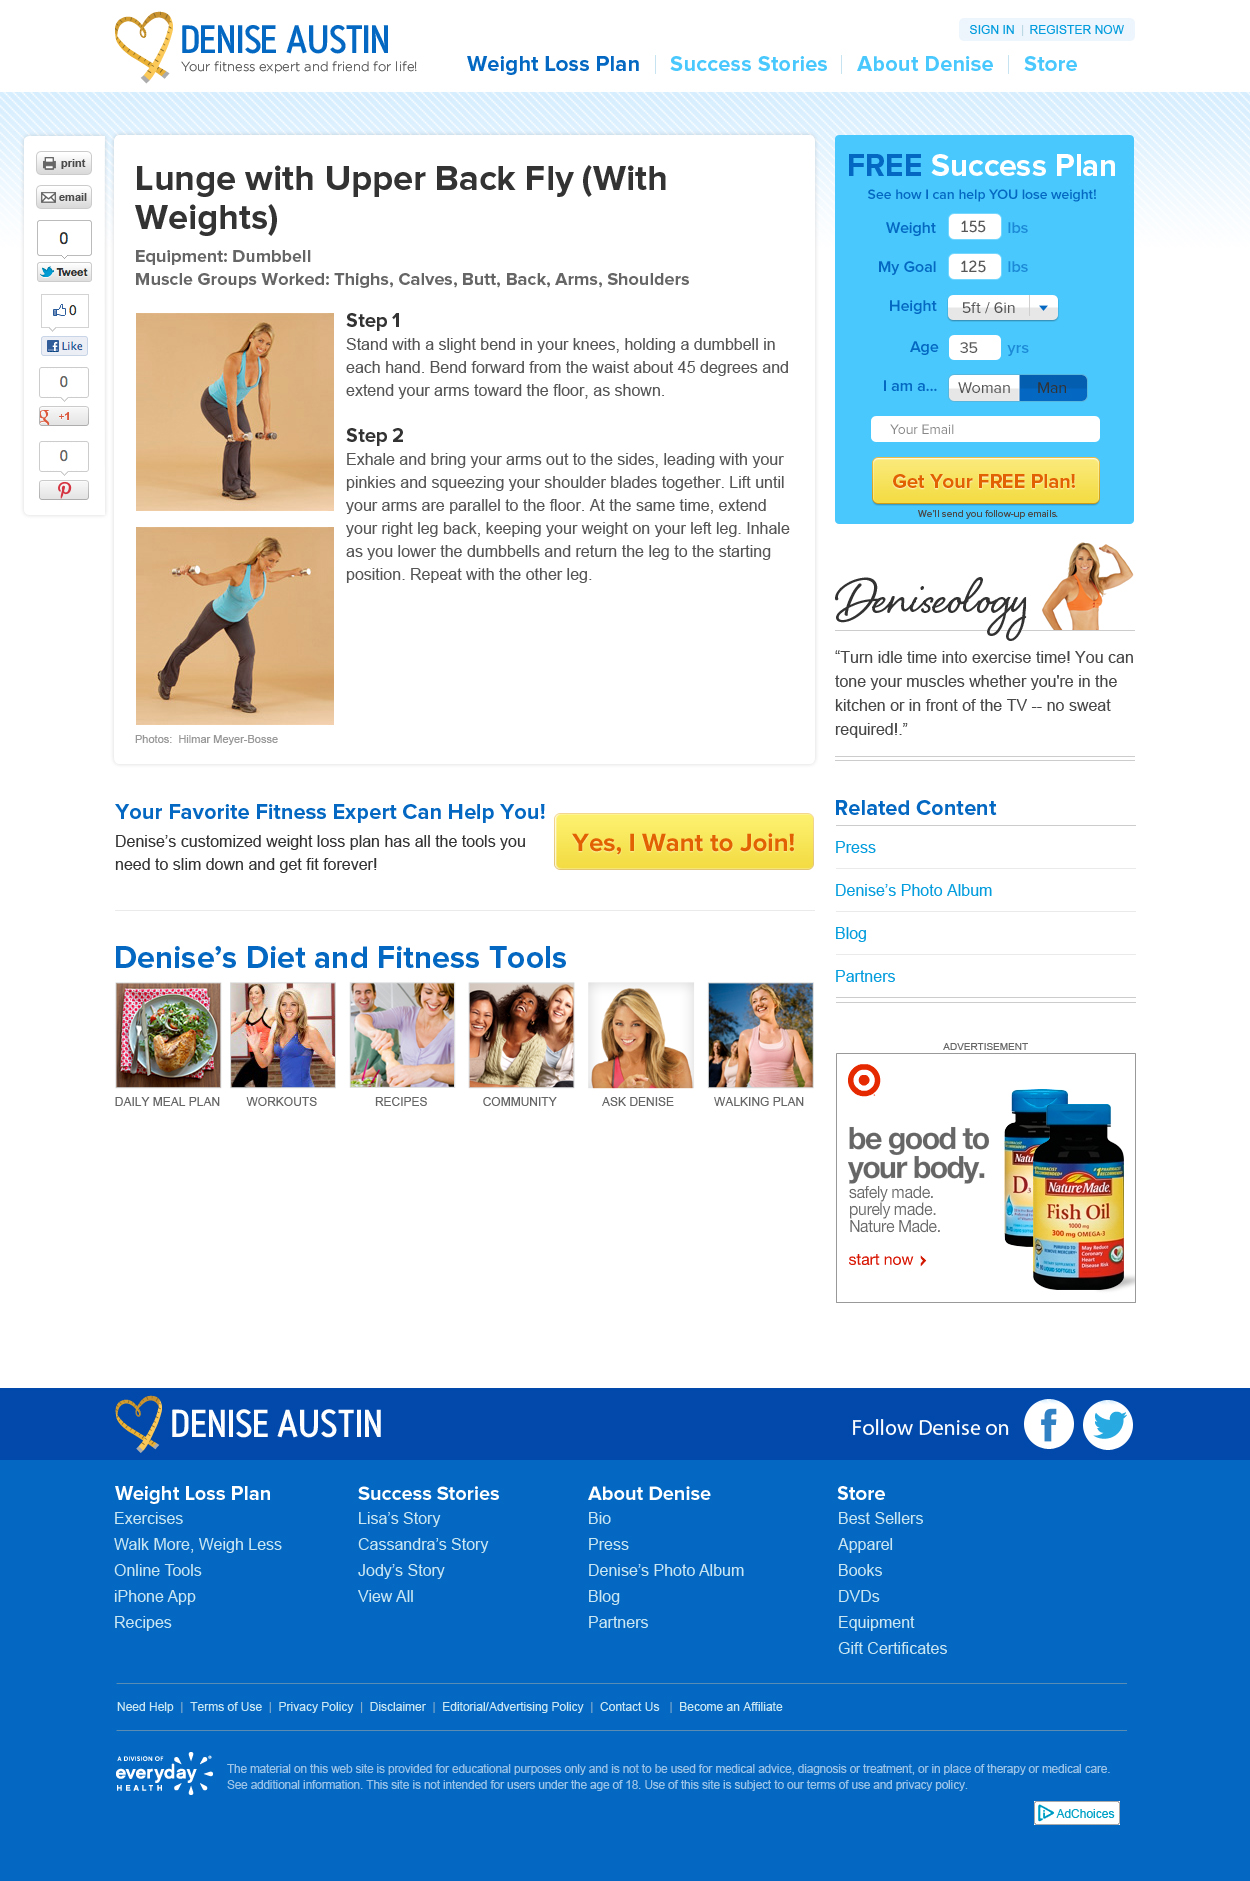 DENISE AUSTIN
Your fitness expert and friend for life!
SIGN IN | REGISTER NOW
Weight Loss Plan | Success Stories | About Denise | Store
print
email
0
Tweet
0
Like
0
+1
0
Lunge with Upper Back Fly (With
Weights)
Equipment: Dumbbell
Muscle Groups Worked: Thighs, Calves, Butt, Back, Arms, Shoulders
Step 1
Stand with a slight bend in your knees, holding a dumbbell in
each hand. Bend forward from the waist about 45 degrees and
extend your arms toward the floor, as shown.
Step 2
Exhale and bring your arms out to the sides, leading with your
pinkies and squeezing your shoulder blades together. Lift until
your arms are parallel to the floor. At the same time, extend
your right leg back, keeping your weight on your left leg. Inhale
as you lower the dumbbells and return the leg to the starting
position. Repeat with the other leg.
Photos: Hilmar Meyer-Bosse
FREE Success Plan
See how I can help YOU lose weight!
Weight 155 lbs
My Goal 125 lbs
Height 5ft / 6in
Age 35 yrs
I am a... Woman Man
Your Email
Get Your FREE Plan!
We'll send you follow-up emails.
Deniseology
“Turn idle time into exercise time! You can
tone your muscles whether you're in the
kitchen or in front of the TV -- no sweat
required!.”
Your Favorite Fitness Expert Can Help You!
Denise’s customized weight loss plan has all the tools you
need to slim down and get fit forever!
Yes, I Want to Join!
Related Content
Press
Denise’s Photo Album
Blog
Partners
Denise’s Diet and Fitness Tools
DAILY MEAL PLAN
WORKOUTS
RECIPES
COMMUNITY
ASK DENISE
WALKING PLAN
ADVERTISEMENT
be good to
your body.
safely made.
purely made.
Nature Made.
start now
Nature Made
Fish Oil
1000 mg
300 mg OMEGA-3
May Reduce
Coronary
Heart
Disease Risk
DENISE AUSTIN
Follow Denise on
Weight Loss Plan
Exercises
Walk More, Weigh Less
Online Tools
iPhone App
Recipes
Success Stories
Lisa’s Story
Cassandra’s Story
Jody’s Story
View All
About Denise
Bio
Press
Denise’s Photo Album
Blog
Partners
Store
Best Sellers
Apparel
Books
DVDs
Equipment
Gift Certificates
Need Help | Terms of Use | Privacy Policy | Disclaimer | Editorial/Advertising Policy | Contact Us | Become an Affiliate
A DIVISION OF
everyday
HEALTH
The material on this web site is provided for educational purposes only and is not to be used for medical advice, diagnosis or treatment, or in place of therapy or medical care.
See additional information. This site is not intended for users under the age of 18. Use of this site is subject to our terms of use and privacy policy.
AdChoices